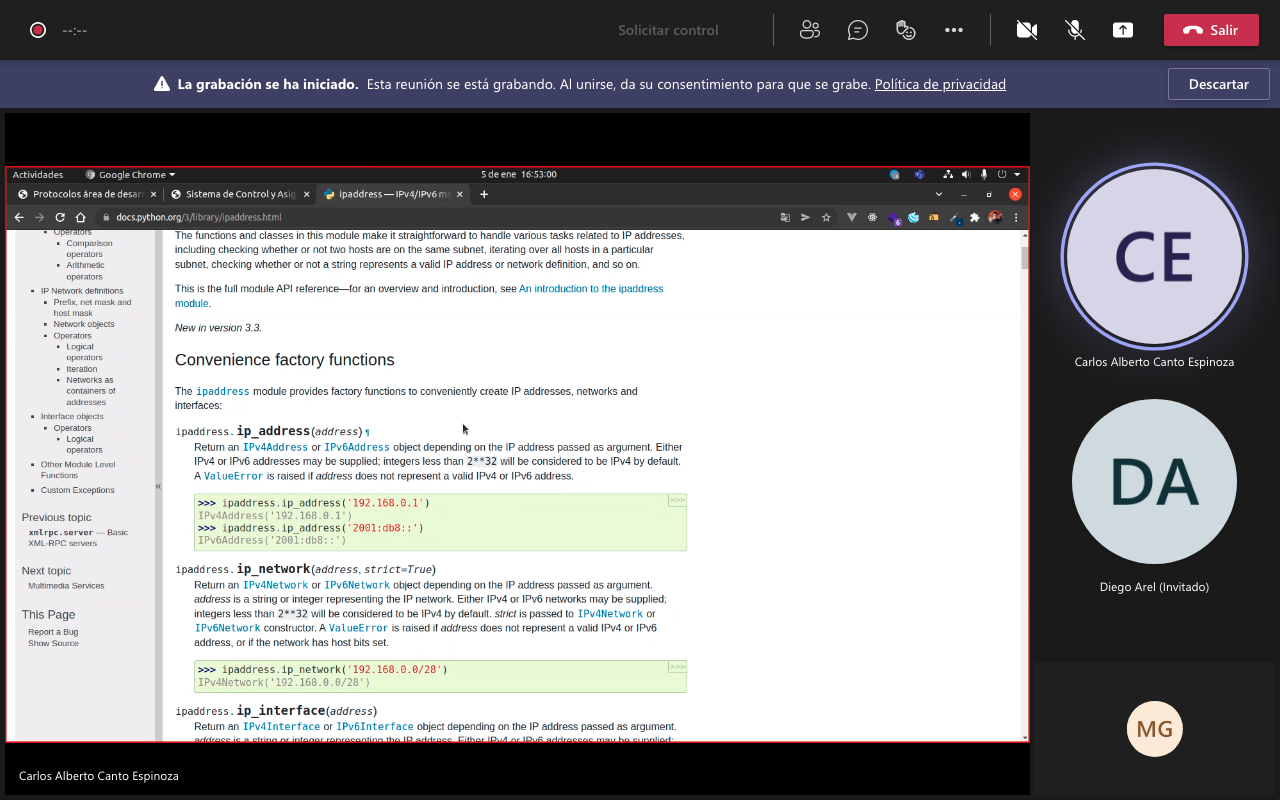 --:--
Solicitar control
Salir
La grabación se ha iniciado. Esta reunión se está grabando. Al unirse, da su consentimiento para que se grabe. Política de privacidad
Descartar
Actividades
Google Chrome
5 de ene 16:53:00
Protocolos área de desar
Sistema de Control y Asig
ipaddress — IPv4/IPv6 ma
docs.python.org/3/library/ipaddress.html
6
Operators
Comparison
operators
Arithmetic
operators
IP Network definitions
Prefix, net mask and
host mask
Network objects
Operators
Logical
operators
Iteration
Networks as
containers of
addresses
Interface objects
Operators
Logical
operators
Other Module Level
Functions
Custom Exceptions
Previous topic
xmlrpc.server — Basic
XML-RPC servers
Next topic
Multimedia Services
This Page
Report a Bug
Show Source
«
The functions and classes in this module make it straightforward to handle various tasks related to IP addresses,
including checking whether or not two hosts are on the same subnet, iterating over all hosts in a particular
subnet, checking whether or not a string represents a valid IP address or network definition, and so on.
This is the full module API reference—for an overview and introduction, see An introduction to the ipaddress
module.
New in version 3.3.
Convenience factory functions
The ipaddress module provides factory functions to conveniently create IP addresses, networks and
interfaces:
ipaddress.ip_address(address)¶
Return an IPv4Address or IPv6Address object depending on the IP address passed as argument. Either
IPv4 or IPv6 addresses may be supplied; integers less than 2**32 will be considered to be IPv4 by default.
A ValueError is raised if address does not represent a valid IPv4 or IPv6 address.
>>> ipaddress.ip_address('192.168.0.1')
>>>
IPv4Address('192.168.0.1')
>>> ipaddress.ip_address('2001:db8::')
IPv6Address('2001:db8::')
ipaddress.ip_network(address, strict=True)
Return an IPv4Network or IPv6Network object depending on the IP address passed as argument.
address is a string or integer representing the IP network. Either IPv4 or IPv6 networks may be supplied;
integers less than 2**32 will be considered to be IPv4 by default. strict is passed to IPv4Network or
IPv6Network constructor. A ValueError is raised if address does not represent a valid IPv4 or IPv6
address, or if the network has host bits set.
>>> ipaddress.ip_network('192.168.0.0/28')
>>>
IPv4Network('192.168.0.0/28')
ipaddress.ip_interface(address)
Return an IPv4Interface or IPv6Interface object depending on the IP address passed as argument.
address is a string or integer representing the IP address. Either IPv4 or IPv6 addresses may be supplied;
Carlos Alberto Canto Espinoza
CE
Carlos Alberto Canto Espinoza
DA
Diego Arel (Invitado)
MG